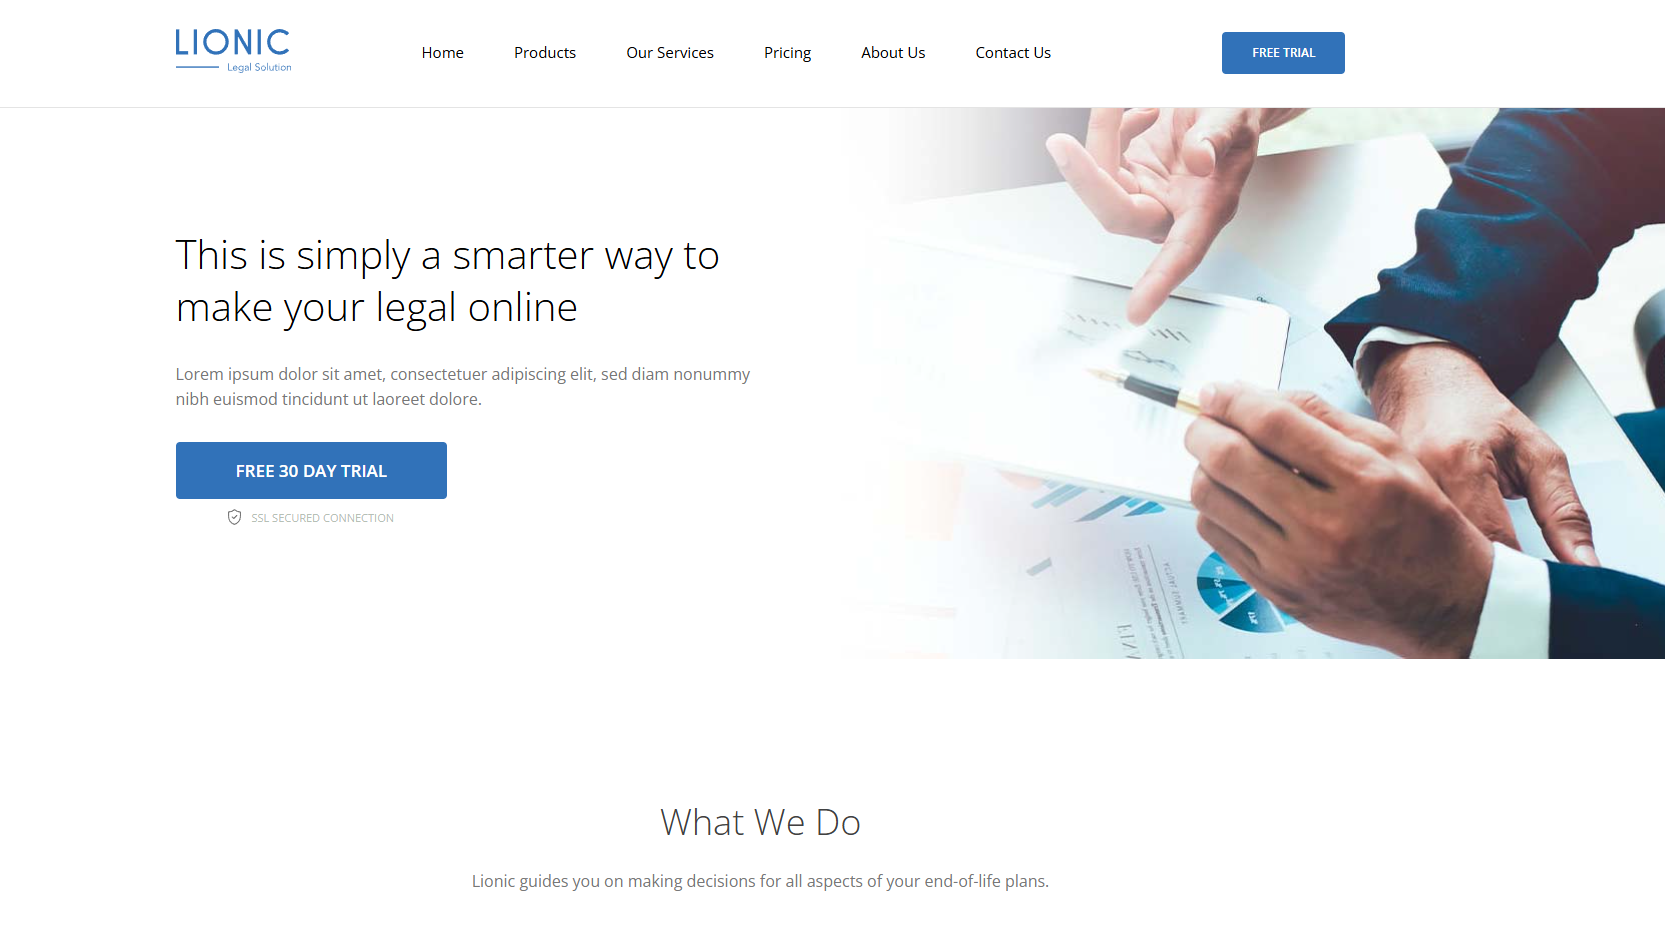 LIONIC
Legal Solution
Home
Products
Our Services
Pricing
About Us
Contact Us
FREE TRIAL
This is simply a smarter way to
make your legal online
Lorem ipsum dolor sit amet, consectetuer adipiscing elit, sed diam nonummy
nibh euismod tincidunt ut laoreet dolore.
FREE 30 DAY TRIAL
SSL SECURED CONNECTION
What We Do
Lionic guides you on making decisions for all aspects of your end-of-life plans.